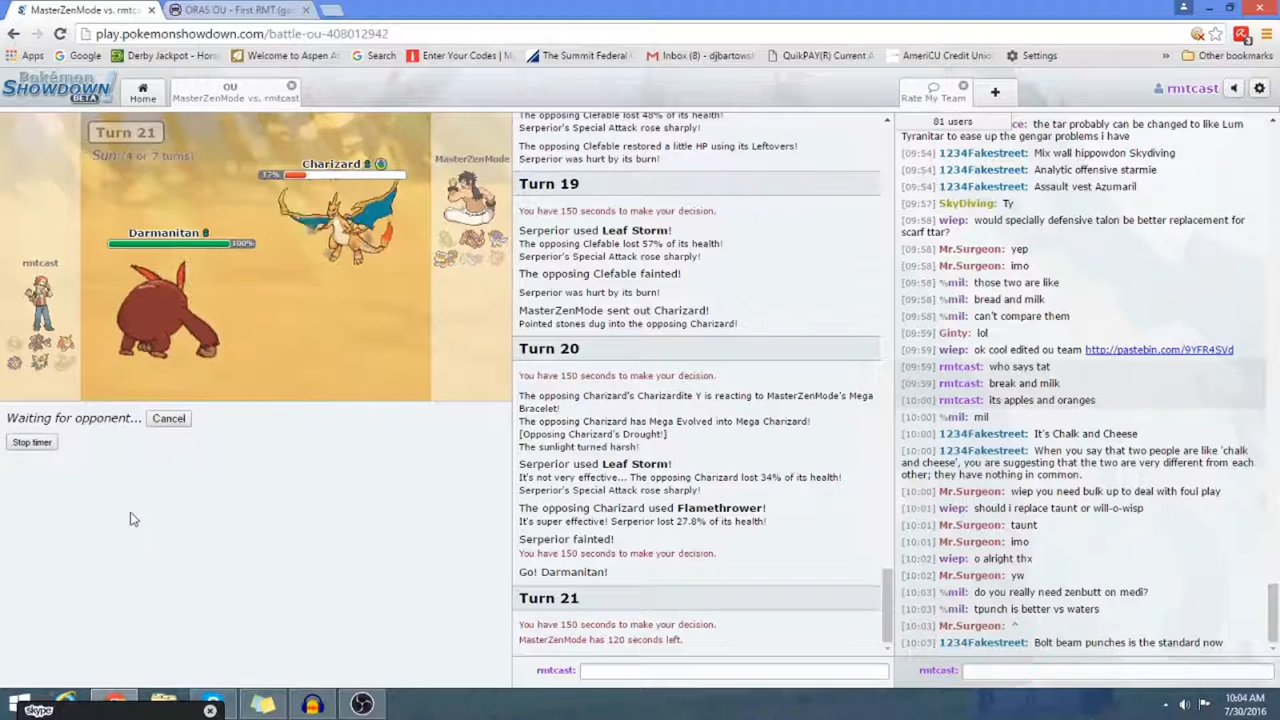 MasterZenMode vs. rmtc
ORAS OU - First RMT (ga
play.pokemonshowdown.com/battle-ou-408012942
Apps
Google
Derby Jackpot - Hors
Welcome to Aspen A
Search
Enter Your Codes | M
The Summit Federal C
Inbox (8) - djbartows
QuikPAY(R) Current A
AmeriCU Credit Unio
Settings
»
Other bookmarks
Pokémon
SHOWDOWN
BETA
Home
OU
MasterZenMode vs. rmtcast
Rate My Team
rmtcast
81 users
Turn 21
Sun (4 or 7 turns)
Charizard
17%
MasterZenMode
Darmanitan
100%
rmtcast
Waiting for opponent... Cancel
Stop timer
The opposing Clefable lost 48% of its health!
Serperior's Special Attack rose sharply!
The opposing Clefable restored a little HP using its Leftovers!
Serperior was hurt by its burn!
Turn 19
You have 150 seconds to make your decision.
Serperior used Leaf Storm!
The opposing Clefable lost 57% of its health!
Serperior's Special Attack rose sharply!
The opposing Clefable fainted!
Serperior was hurt by its burn!
MasterZenMode sent out Charizard!
Pointed stones dug into the opposing Charizard!
Turn 20
You have 150 seconds to make your decision.
The opposing Charizard's Charizardite Y is reacting to MasterZenMode's Mega
Bracelet!
The opposing Charizard has Mega Evolved into Mega Charizard!
[Opposing Charizard's Drought!]
The sunlight turned harsh!
Serperior used Leaf Storm!
It's not very effective... The opposing Charizard lost 34% of its health!
Serperior's Special Attack rose sharply!
The opposing Charizard used Flamethrower!
It's super effective! Serperior lost 27.8% of its health!
Serperior fainted!
You have 150 seconds to make your decision.
Go! Darmanitan!
Turn 21
You have 150 seconds to make your decision.
MasterZenMode has 120 seconds left.
rmtcast:
ce: the tar probably can be changed to like Lum
Tyranitar to ease up the gengar problems i have
[09:54] 1234Fakestreet: Mix wall hippowdon Skydiving
[09:54] 1234Fakestreet: Analytic offensive starmie
[09:54] 1234Fakestreet: Assault vest Azumaril
[09:57] SkyDiving: Ty
[09:58] wiep: would specially defensive talon be better replacement for
scarf ttar?
[09:58] Mr.Surgeon: yep
[09:58] Mr.Surgeon: imo
[09:58] %mil: those two are like
[09:58] %mil: bread and milk
[09:58] %mil: can't compare them
[09:59] Ginty: lol
[09:59] wiep: ok cool edited ou team http://pastebin.com/9YFR4SVd
[09:59] rmtcast: who says tat
[09:59] rmtcast: break and milk
[10:00] rmtcast: its apples and oranges
[10:00] %mil: mil
[10:00] 1234Fakestreet: It's Chalk and Cheese
[10:00] 1234Fakestreet: When you say that two people are like 'chalk
and cheese', you are suggesting that the two are very different from each
other; they have nothing in common.
[10:00] Mr.Surgeon: wiep you need bulk up to deal with foul play
[10:01] wiep: should i replace taunt or will-o-wisp
[10:01] Mr.Surgeon: taunt
[10:01] Mr.Surgeon: imo
[10:02] wiep: o alright thx
[10:02] Mr.Surgeon: yw
[10:03] %mil: do you really need zenbutt on medi?
[10:03] %mil: tpunch is better vs waters
[10:03] Mr.Surgeon: ^
[10:03] 1234Fakestreet: Bolt beam punches is the standard now
rmtcast:
skype
10:04 AM
7/30/2016